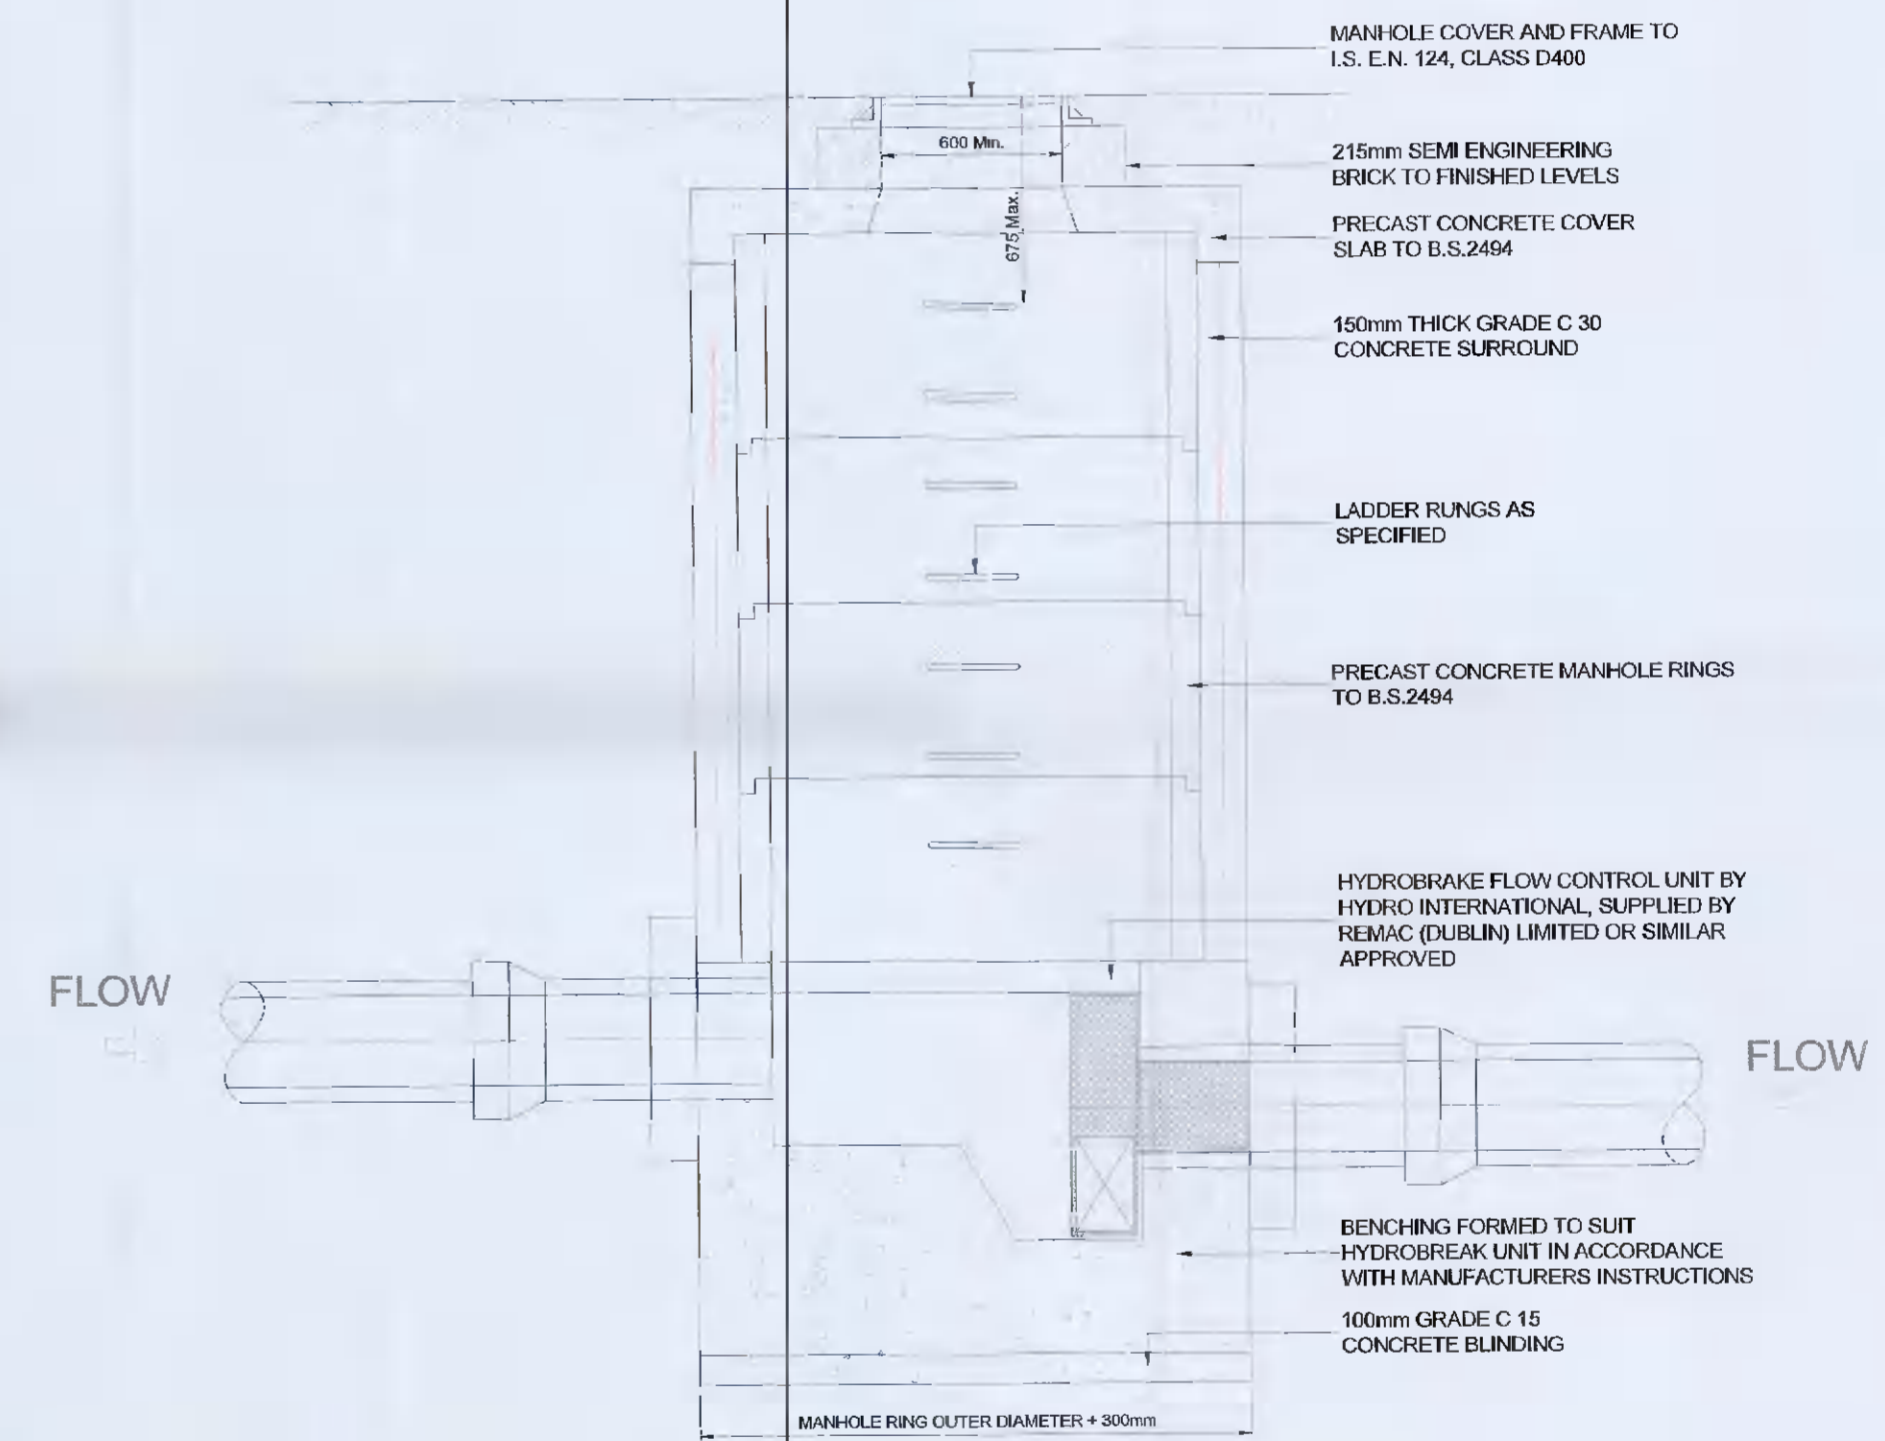 MANHOLE COVER AND FRAME TO
I.S. E.N. 124, CLASS D400
600 Min.
215mm SEMI ENGINEERING
BRICK TO FINISHED LEVELS
675 Max.
PRECAST CONCRETE COVER
SLAB TO B.S.2494
150mm THICK GRADE C 30
CONCRETE SURROUND
LADDER RUNGS AS
SPECIFIED
PRECAST CONCRETE MANHOLE RINGS
TO B.S.2494
HYDROBRAKE FLOW CONTROL UNIT BY
HYDRO INTERNATIONAL, SUPPLIED BY
REMAC (DUBLIN) LIMITED OR SIMILAR
APPROVED
FLOW
FLOW
BENCHING FORMED TO SUIT
HYDROBREAK UNIT IN ACCORDANCE
WITH MANUFACTURERS INSTRUCTIONS
100mm GRADE C 15
CONCRETE BLINDING
MANHOLE RING OUTER DIAMETER + 300mm